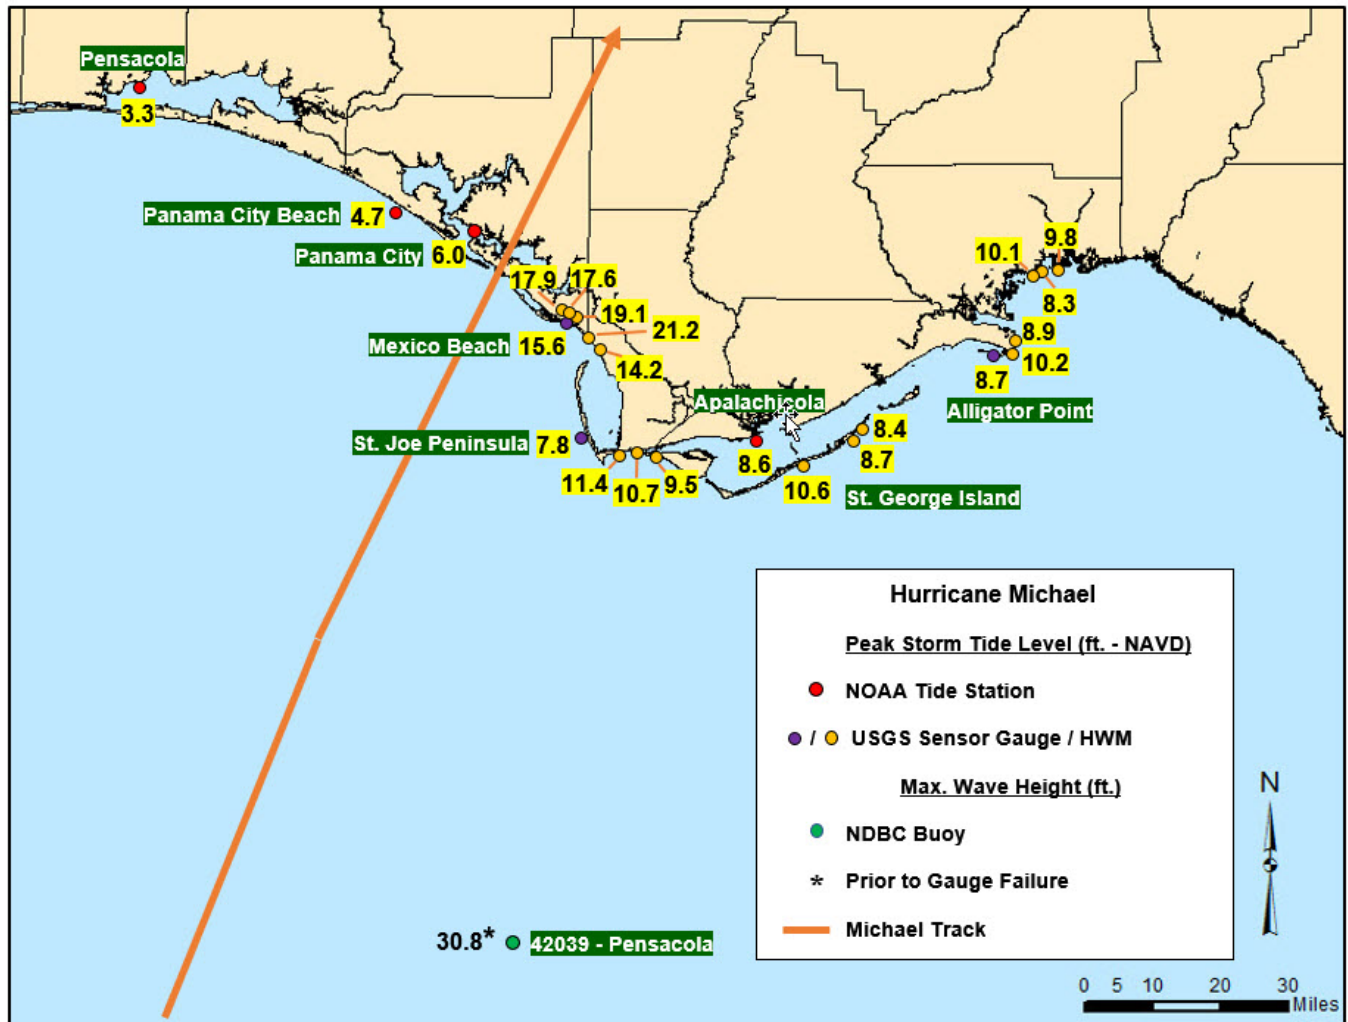 Pensacola
3.3
Panama City Beach 4.7
Panama City 6.0
17.9 17.6
19.1
21.2
Mexico Beach 15.6
14.2
10.1 9.8
8.3
8.9
10.2
8.7
Alligator Point
Apalachicola
8.6
St. Joe Peninsula 7.8
11.4 10.7 9.5
8.4
8.7
10.6
St. George Island
Hurricane Michael
Peak Storm Tide Level (ft. - NAVD)
NOAA Tide Station
/ USGS Sensor Gauge / HWM
Max. Wave Height (ft.)
NDBC Buoy
* Prior to Gauge Failure
Michael Track
N
30.8* 42039 - Pensacola
0 5 10 20 30
Miles